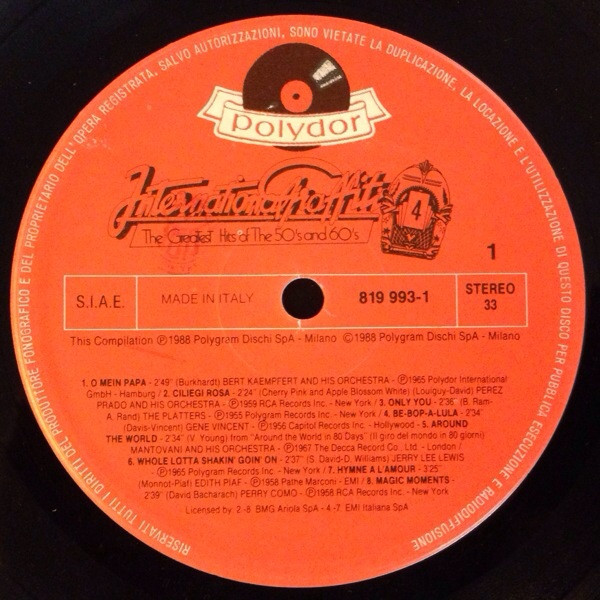 RISERVATI TUTTI I DIRITTI DEL PRODUTTORE FONOGRAFICO E DEL PROPRIETARIO DELL'OPERA REGISTRATA, SALVO AUTORIZZAZIONI, SONO VIETATE LA DUPLICAZIONE, LA LOCAZIONE E L'UTILIZZAZIONE DI QUESTO DISCO PER PUBBLICA ESECUZIONE E RADIODIFFUSIONE
polydor
International Graffiti 4
The Greatest Hits of The 50's and 60's
1
S.I.A.E. MADE IN ITALY 819 993-1 STEREO
33
This Compilation ℗1988 Polygram Dischi SpA - Milano ©1988 Polygram Dischi SpA - Milano
1. O MEIN PAPA - 2'49" (Burkhardt) BERT KAEMPFERT AND HIS ORCHESTRA - ℗1965 Polydor International
GmbH - Hamburg / 2. CILIEGI ROSA - 2'24" (Cherry Pink and Apple Blossom White) (Louiguy-David) PEREZ
PRADO AND HIS ORCHESTRA - ℗1959 RCA Records Inc. - New York / 3. ONLY YOU - 2'36" (B. Ram-
A. Rand) THE PLATTERS - ℗1955 Polygram Records Inc. - New York / 4. BE-BOP-A-LULA - 2'34"
(Davis-Vincent) GENE VINCENT - ℗1956 Capitol Records Inc. - Hollywood - 5. AROUND
THE WORLD - 2'34" (V. Young) from "Around the World in 80 Days" (Il giro del mondo in 80 giorni)
MANTOVANI AND HIS ORCHESTRA - ℗1967 The Decca Record Co. Ltd. - London /
6. WHOLE LOTTA SHAKIN' GOIN' ON - 2'37" (S. David-D. Williams) JERRY LEE LEWIS
- ℗1965 Polygram Records Inc. - New York / 7. HYMNE A L'AMOUR - 3'25"
(Monnot-Piaf) EDITH PIAF - ℗1958 Pathe Marconi - EMI / 8. MAGIC MOMENTS -
2'39" (David Bacharach) PERRY COMO - ℗1958 RCA Records Inc. - New York
Licensed by: 2-8 BMG Ariola SpA - 4-7 EMI Italiana SpA